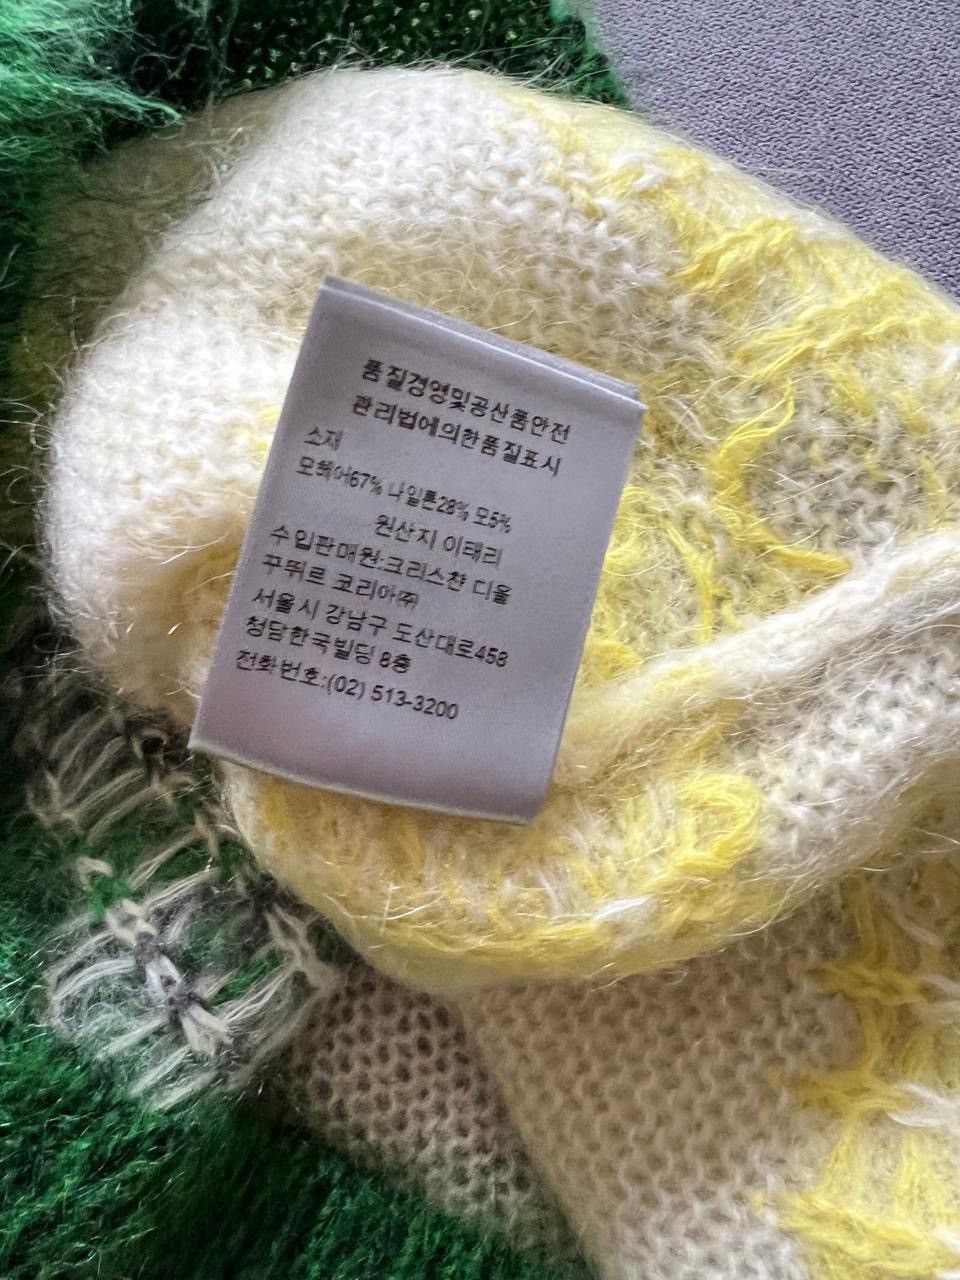 품질경영및공산품안전
관리법에의한품질표시
소재
모헤어67% 나일론28% 모5%
원산지 이태리
수입판매원:크리스챤 디올
꾸뛰르 코리아㈜
서울시 강남구 도산대로458
청담한국빌딩 8층
전화번호:(02) 513-3200